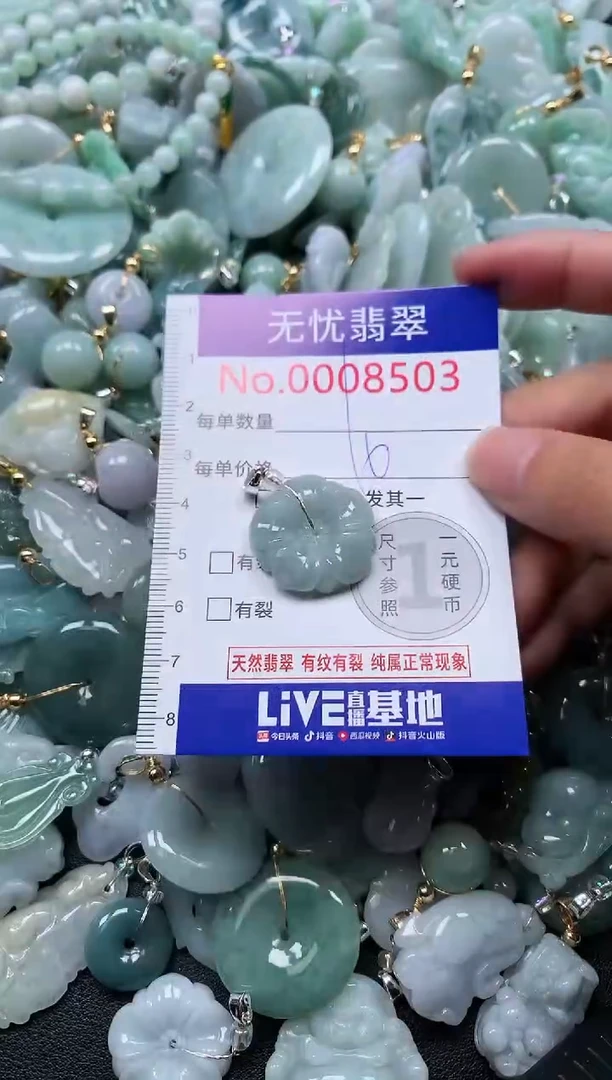 无忧翡翠
No.0008503
每单数量
每单价格
发其一
有
有裂
尺寸参照
1
一元硬币
天然翡翠 有纹有裂 纯属正常现象
LiVE直播基地
今日头条 抖音 西瓜视频 抖音火山版
1
2
3
4
5
6
7
8